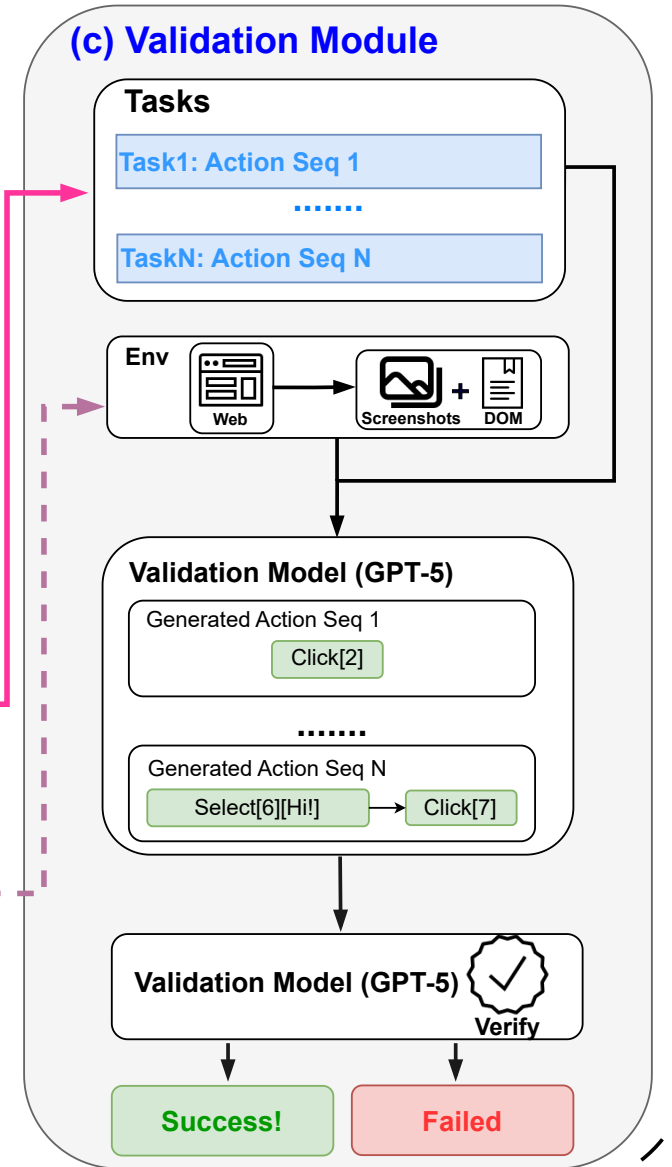 (c) Validation Module
Tasks
Task1: Action Seq 1
.......
TaskN: Action Seq N
Env
Web
Screenshots
+
DOM
Validation Model (GPT-5)
Generated Action Seq 1
Click[2]
.......
Generated Action Seq N
Select[6][Hi!]
Click[7]
Validation Model (GPT-5)
Verify
Success!
Failed